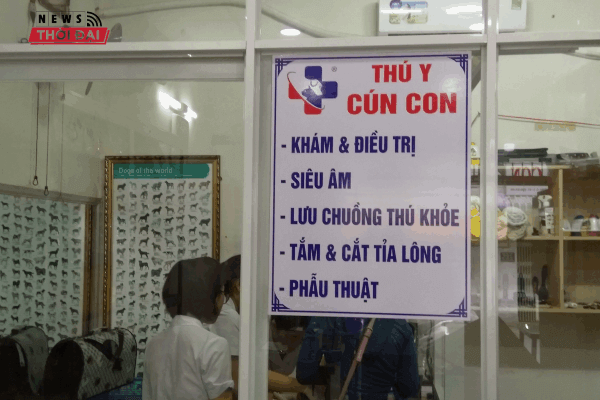 NEWS
THỜI ĐẠI
Dogs of the world
®
THÚ Y
CÚN CON
- KHÁM & ĐIỀU TRỊ
- SIÊU ÂM
- LƯU CHUỒNG THÚ KHỎE
- TẮM & CẮT TỈA LÔNG
- PHẪU THUẬT